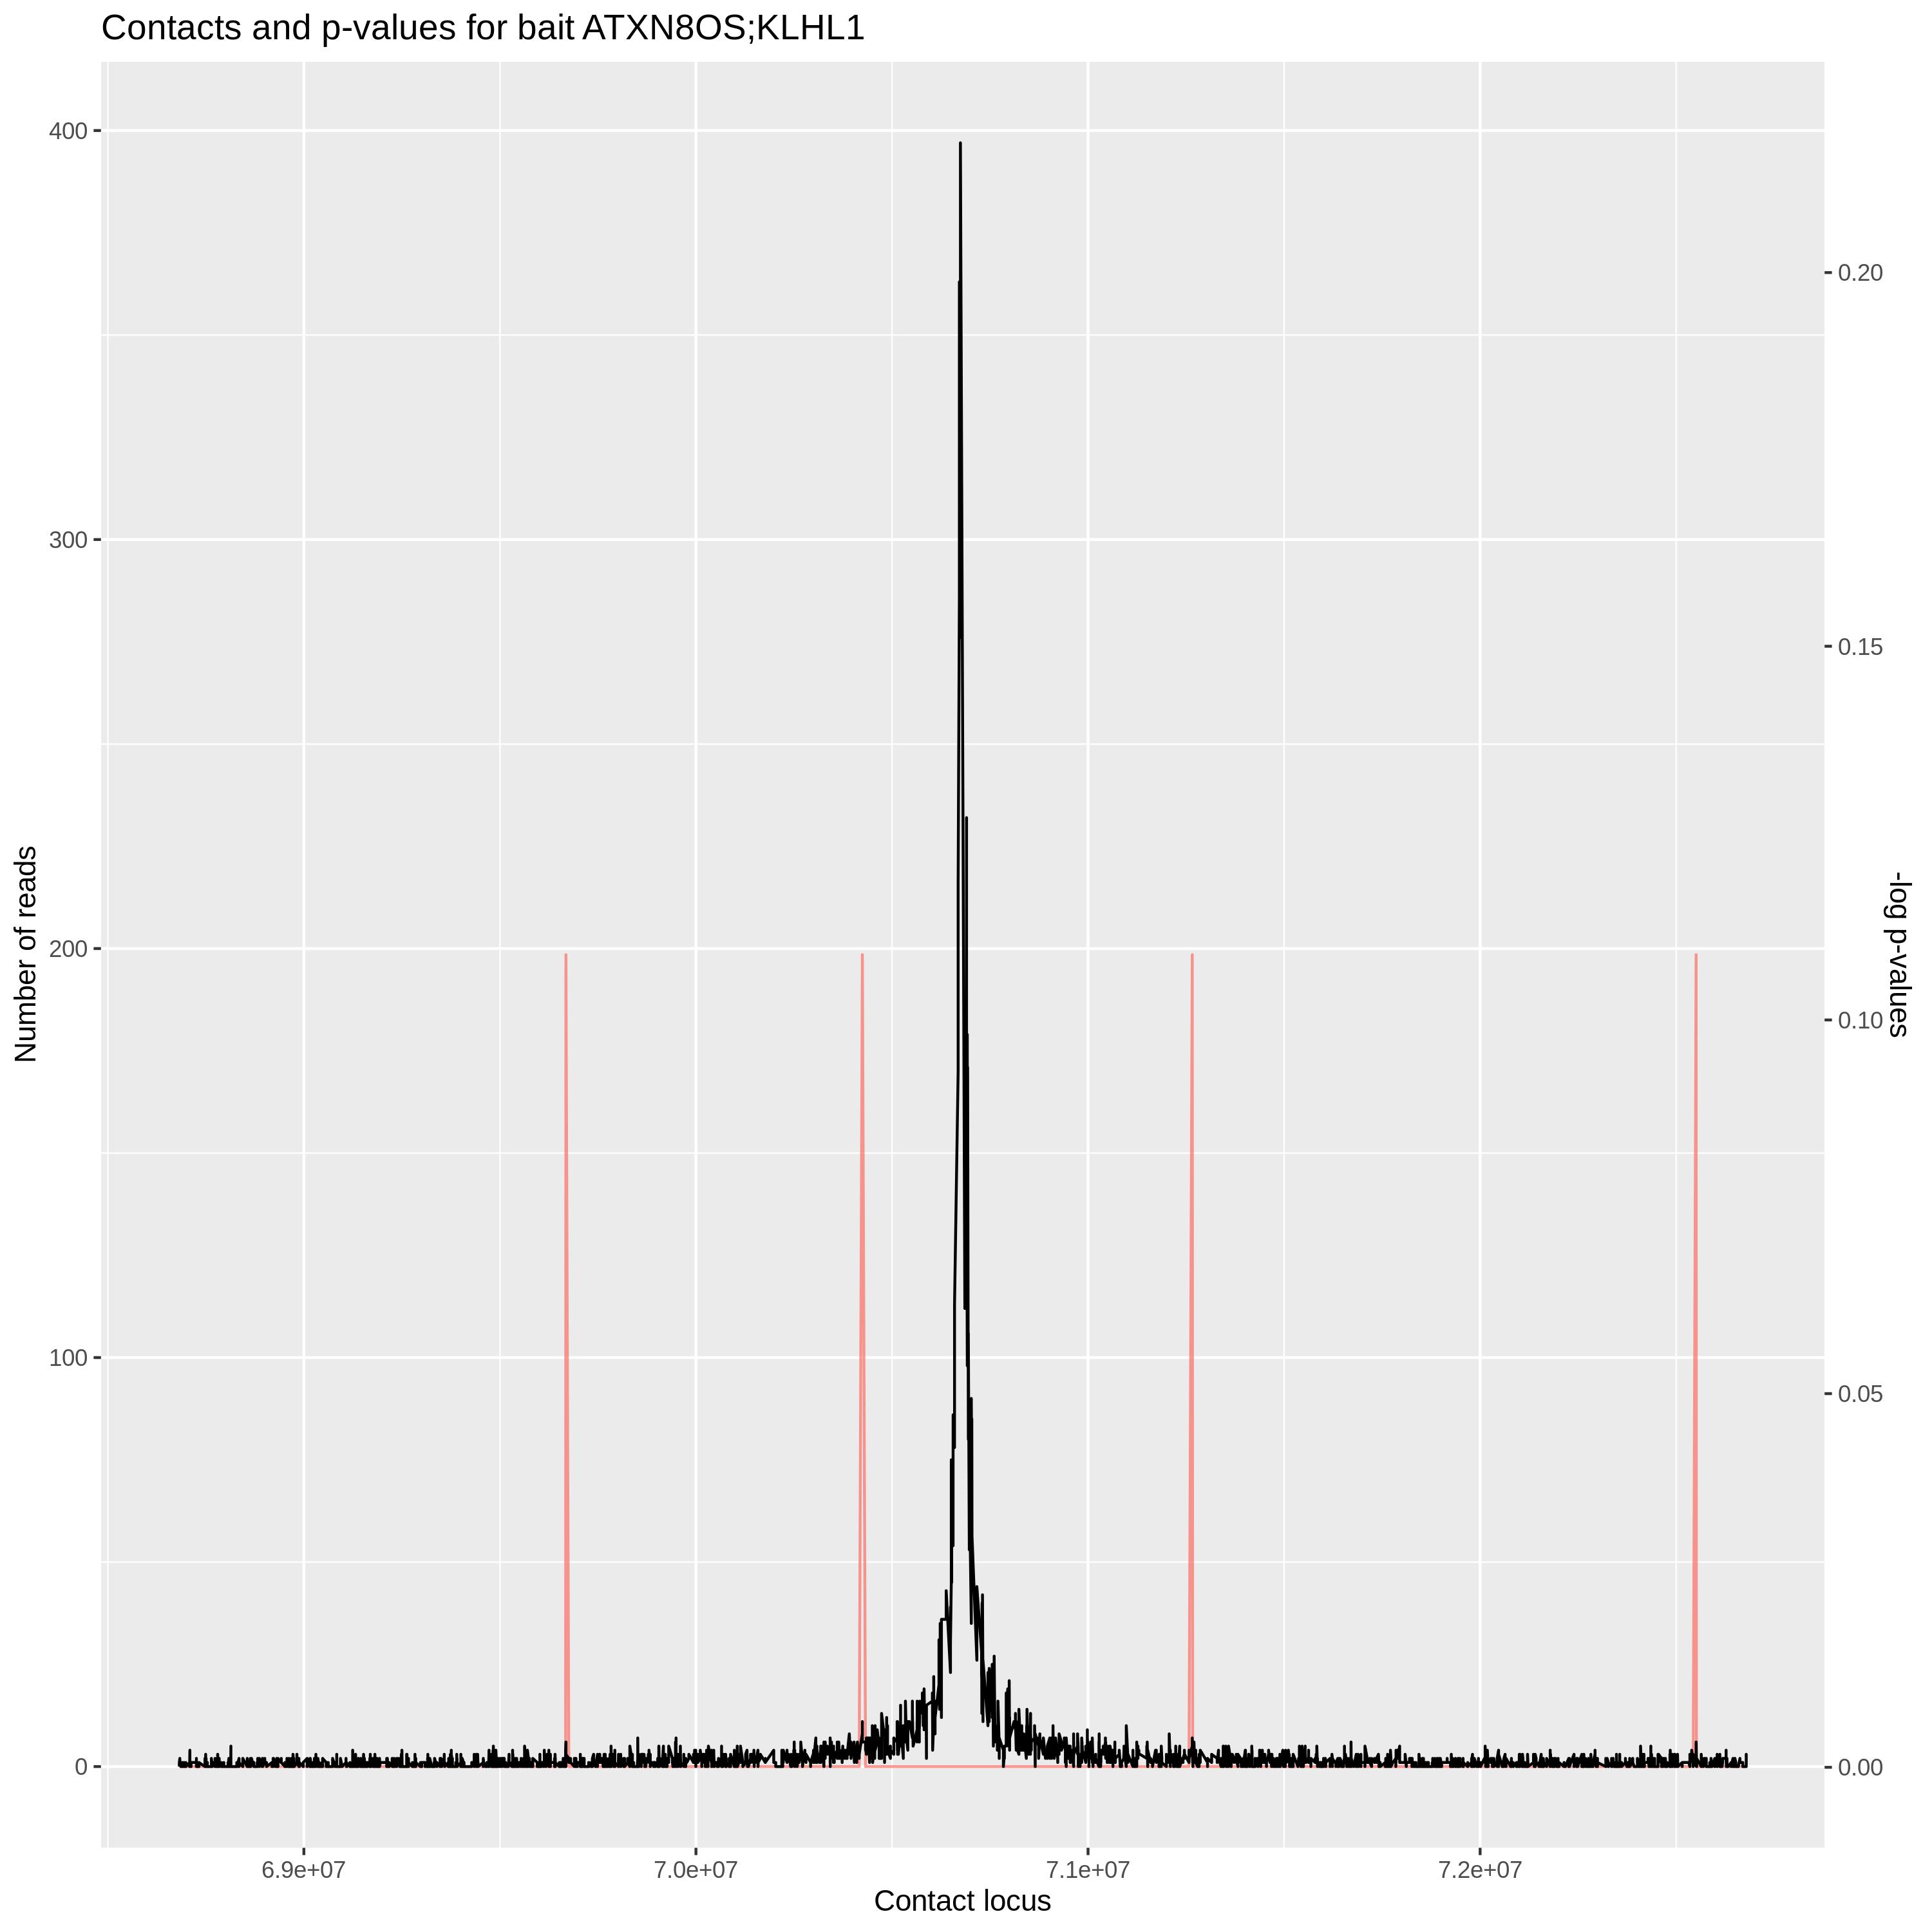 Contacts and p-values for bait ATXN8OS;KLHL1
400
300
200
100
0
Number of reads
0.20
0.15
0.10
0.05
0.00
-log p-values
6.9e+07
7.0e+07
7.1e+07
7.2e+07
Contact locus